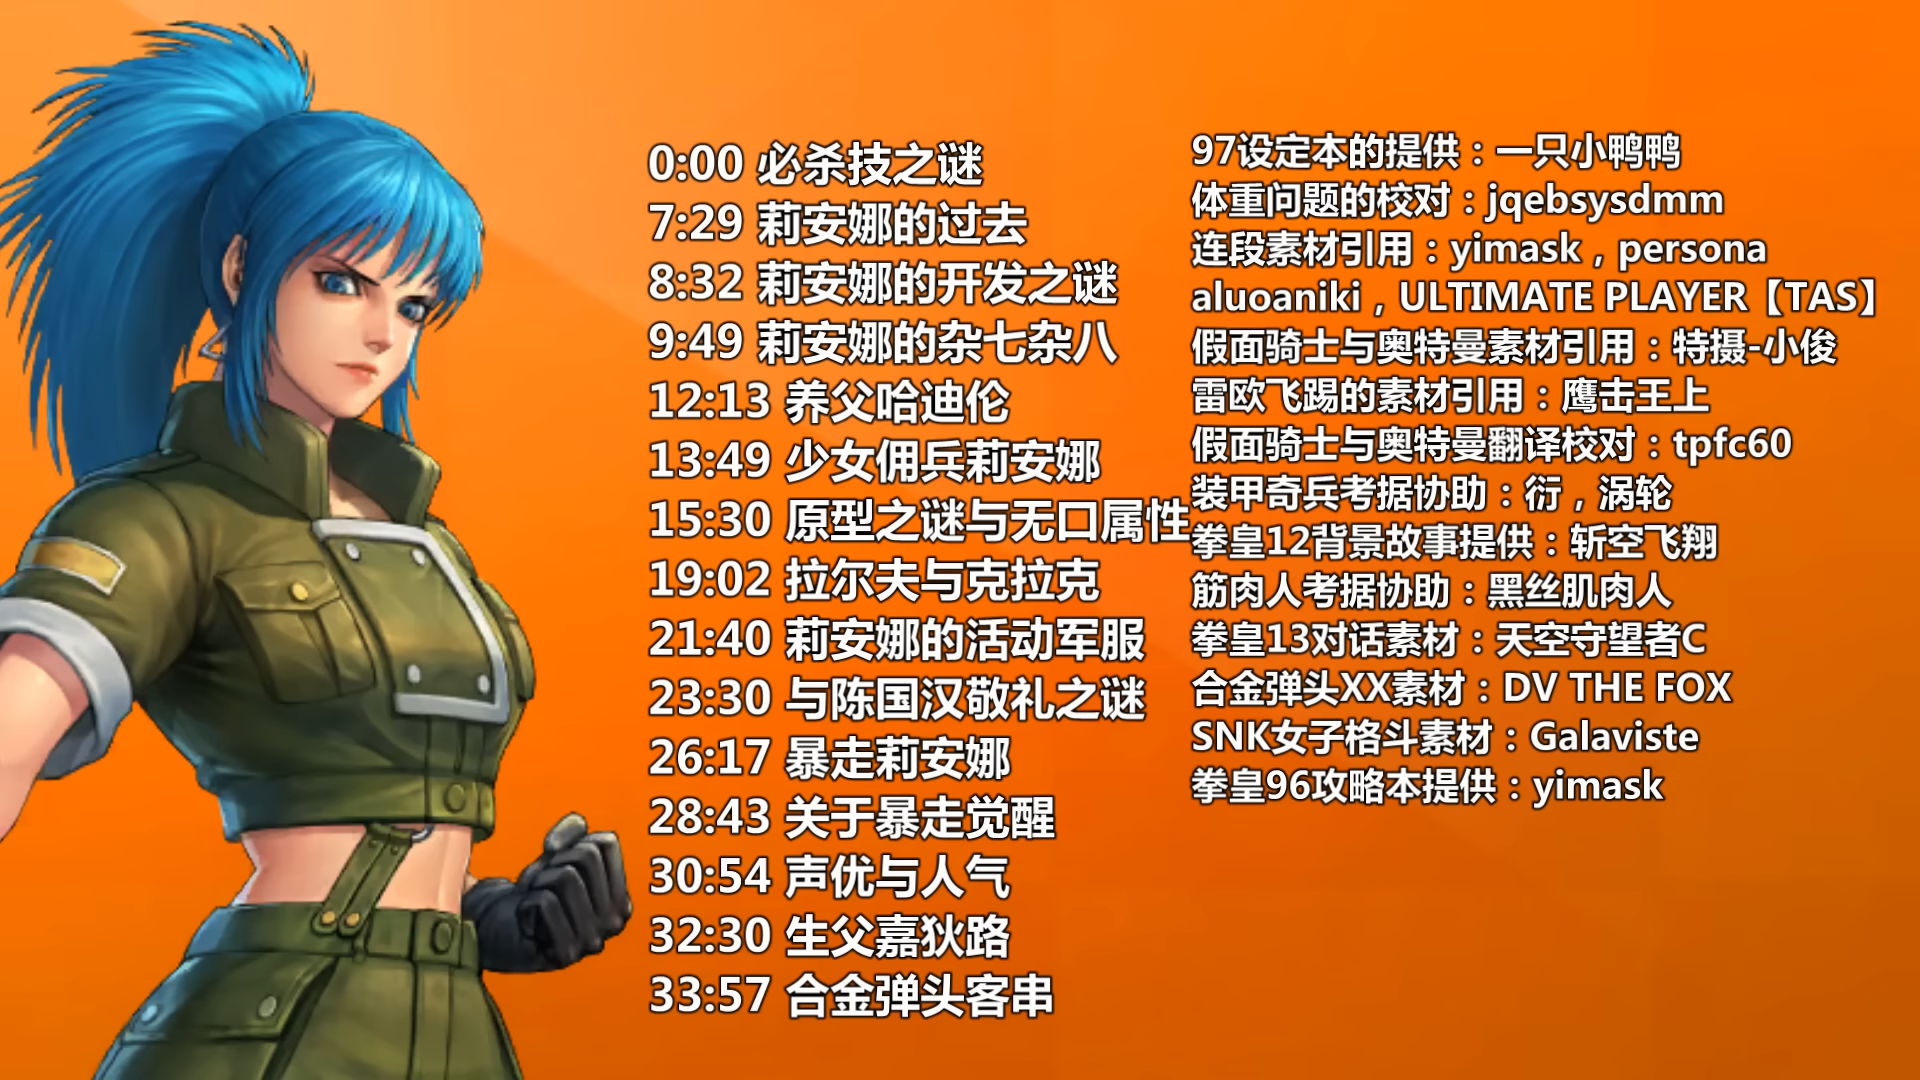 0:00 必杀技之谜
7:29 莉安娜的过去
8:32 莉安娜的开发之谜
9:49 莉安娜的杂七杂八
12:13 养父哈迪伦
13:49 少女佣兵莉安娜
15:30 原型之谜与无口属性
19:02 拉尔夫与克拉克
21:40 莉安娜的活动军服
23:30 与陈国汉敬礼之谜
26:17 暴走莉安娜
28:43 关于暴走觉醒
30:54 声优与人气
32:30 生父嘉狄路
33:57 合金弹头客串
97设定本的提供：一只小鸭鸭
体重问题的校对：jqebsysdmm
连段素材引用：yimask，persona
aluoaniki，ULTIMATE PLAYER【TAS】
假面骑士与奥特曼素材引用：特摄-小俊
雷欧飞踢的素材引用：鹰击王上
假面骑士与奥特曼翻译校对：tpfc60
装甲奇兵考据协助：衍，涡轮
拳皇12背景故事提供：斩空飞翔
筋肉人考据协助：黑丝肌肉人
拳皇13对话素材：天空守望者C
合金弹头XX素材：DV THE FOX
SNK女子格斗素材：Galaviste
拳皇96攻略本提供：yimask